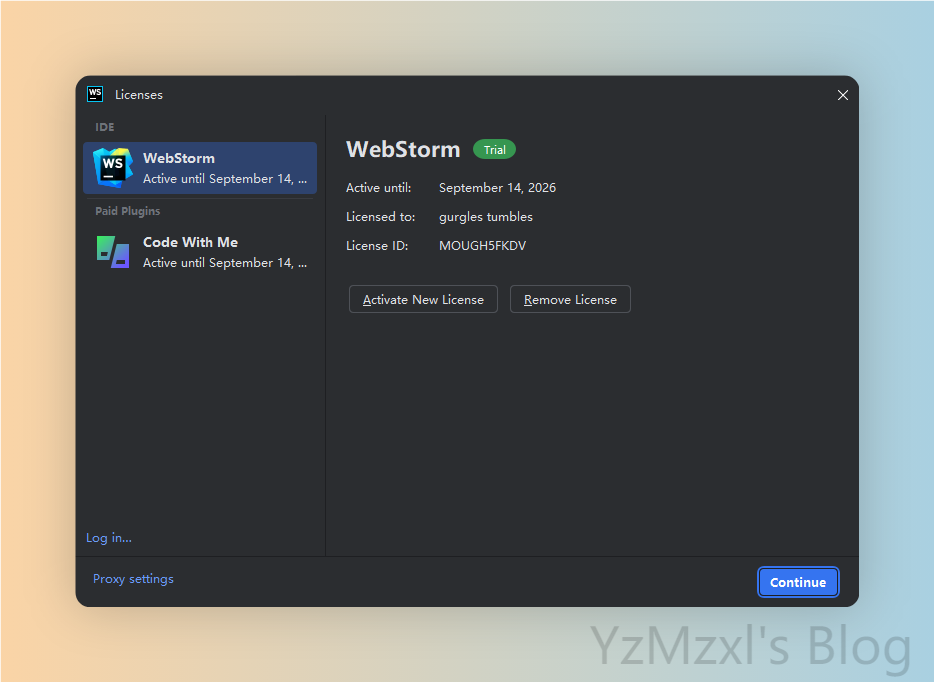 WS Licenses
IDE
WS WebStorm
Active until September 14, ...
Paid Plugins
Code With Me
Active until September 14, ...
Log in...
WebStorm Trial
Active until: September 14, 2026
Licensed to: gurgles tumbles
License ID: MOUGH5FKDV
Activate New License Remove License
Proxy settings
Continue
YzMzxl's Blog